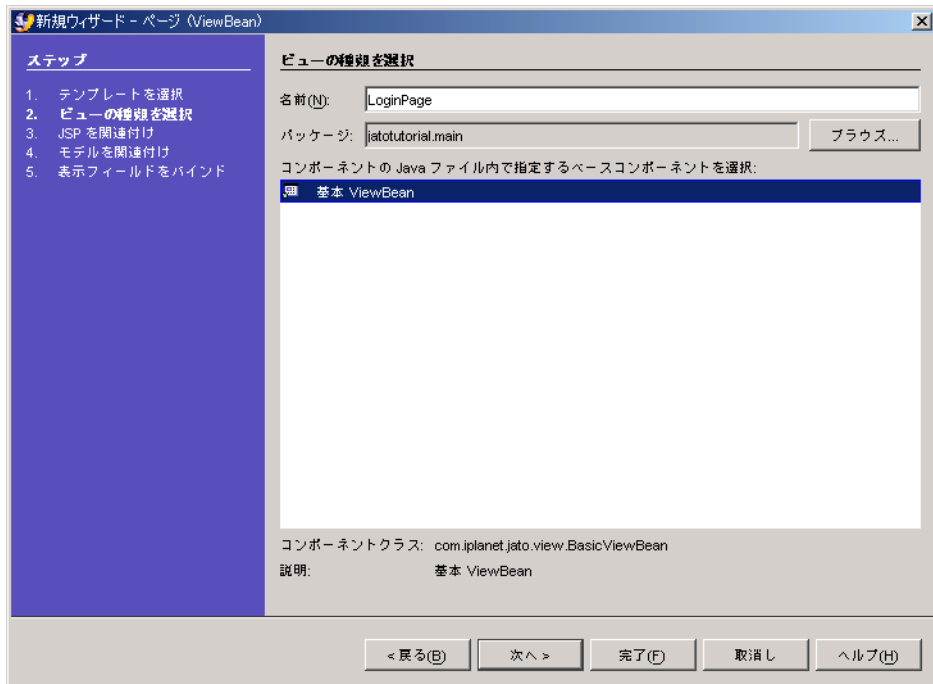 新規ウィザード - ページ (ViewBean)
ステップ
1. テンプレートを選択
2. ビューの種類を選択
3. JSP を関連付け
4. モデルを関連付け
5. 表示フィールドをバインド
ビューの種類を選択
名前(N): LoginPage
パッケージ: jatotutorial.main ブラウズ...
コンポーネントの Java ファイル内で指定するベースコンポーネントを選択:
基本 ViewBean
コンポーネントクラス: com.iplanet.jato.view.BasicViewBean
説明: 基本 ViewBean
< 戻る(B) 次へ > 完了(F) 取消し ヘルプ(H)